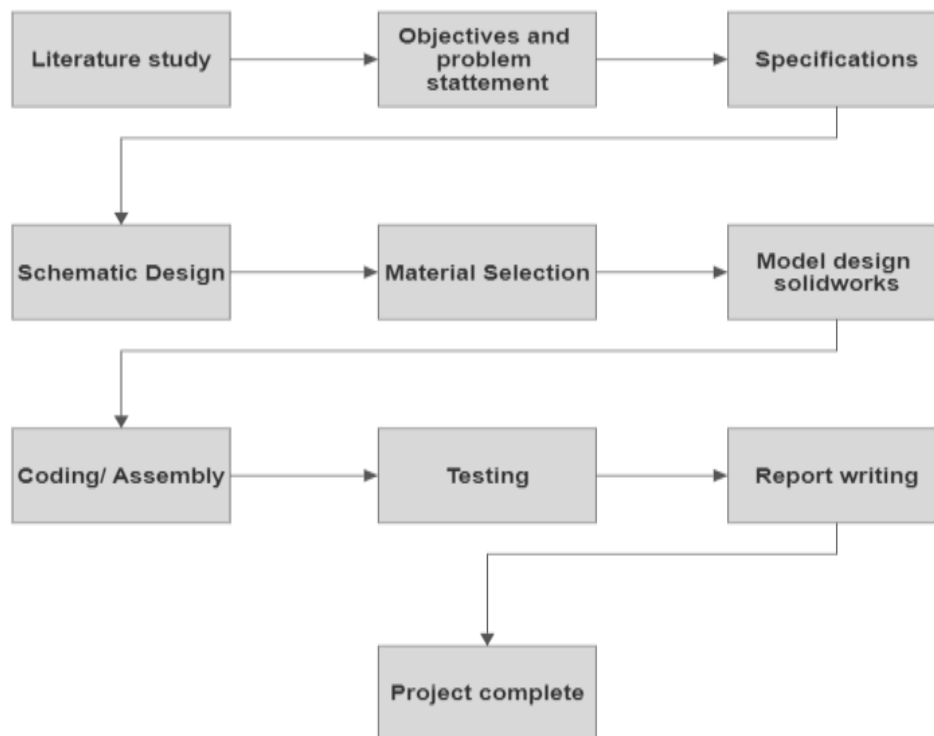 Literature study
Objectives and
problem
stattement
Specifications
Schematic Design
Material Selection
Model design
solidworks
Coding/ Assembly
Testing
Report writing
Project complete